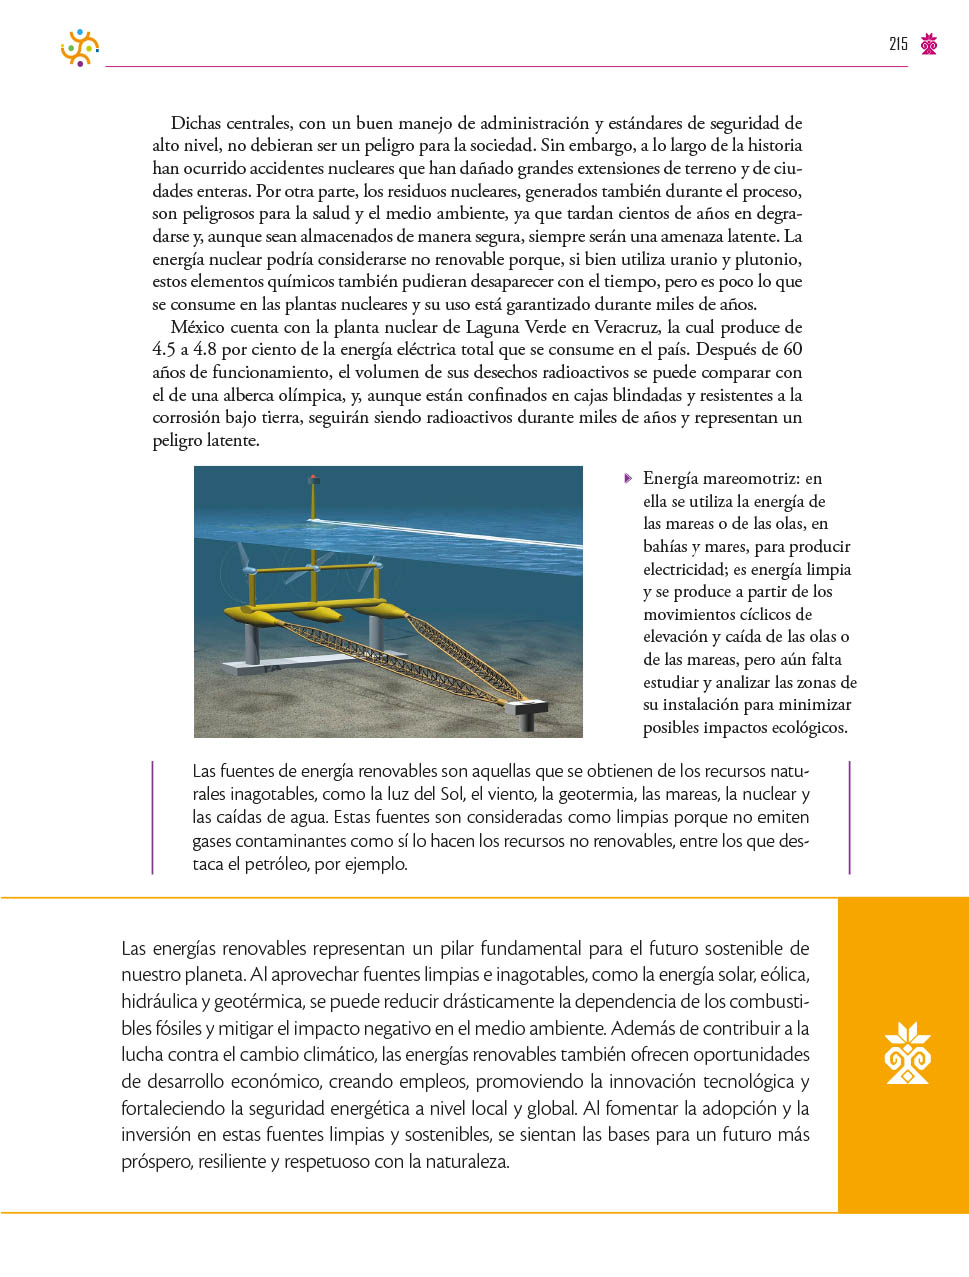 215
Dichas centrales, con un buen manejo de administración y estándares de seguridad de
alto nivel, no debieran ser un peligro para la sociedad. Sin embargo, a lo largo de la historia
han ocurrido accidentes nucleares que han dañado grandes extensiones de terreno y de ciu-
dades enteras. Por otra parte, los residuos nucleares, generados también durante el proceso,
son peligrosos para la salud y el medio ambiente, ya que tardan cientos de años en degra-
darse y, aunque sean almacenados de manera segura, siempre serán una amenaza latente. La
energía nuclear podría considerarse no renovable porque, si bien utiliza uranio y plutonio,
estos elementos químicos también pudieran desaparecer con el tiempo, pero es poco lo que
se consume en las plantas nucleares y su uso está garantizado durante miles de años.
México cuenta con la planta nuclear de Laguna Verde en Veracruz, la cual produce de
4.5 a 4.8 por ciento de la energía eléctrica total que se consume en el país. Después de 60
años de funcionamiento, el volumen de sus desechos radioactivos se puede comparar con
el de una alberca olímpica, y, aunque están confinados en cajas blindadas y resistentes a la
corrosión bajo tierra, seguirán siendo radioactivos durante miles de años y representan un
peligro latente.
Energía mareomotriz: en
ella se utiliza la energía de
las mareas o de las olas, en
bahías y mares, para producir
electricidad; es energía limpia
y se produce a partir de los
movimientos cíclicos de
elevación y caída de las olas o
de las mareas, pero aún falta
estudiar y analizar las zonas de
su instalación para minimizar
posibles impactos ecológicos.
Las fuentes de energía renovables son aquellas que se obtienen de los recursos natu-
rales inagotables, como la luz del Sol, el viento, la geotermia, las mareas, la nuclear y
las caídas de agua. Estas fuentes son consideradas como limpias porque no emiten
gases contaminantes como sí lo hacen los recursos no renovables, entre los que des-
taca el petróleo, por ejemplo.
Las energías renovables representan un pilar fundamental para el futuro sostenible de
nuestro planeta. Al aprovechar fuentes limpias e inagotables, como la energía solar, eólica,
hidráulica y geotérmica, se puede reducir drásticamente la dependencia de los combusti-
bles fósiles y mitigar el impacto negativo en el medio ambiente. Además de contribuir a la
lucha contra el cambio climático, las energías renovables también ofrecen oportunidades
de desarrollo económico, creando empleos, promoviendo la innovación tecnológica y
fortaleciendo la seguridad energética a nivel local y global. Al fomentar la adopción y la
inversión en estas fuentes limpias y sostenibles, se sientan las bases para un futuro más
próspero, resiliente y respetuoso con la naturaleza.